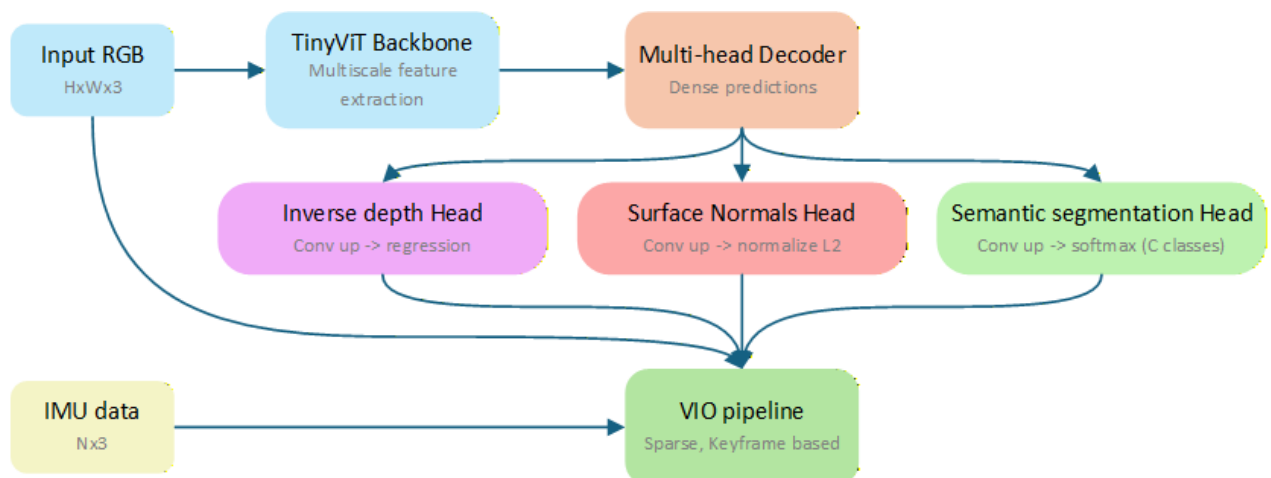 Input RGB
HxWx3
TinyViT Backbone
Multiscale feature
extraction
Multi-head Decoder
Dense predictions
Inverse depth Head
Conv up -> regression
Surface Normals Head
Conv up -> normalize L2
Semantic segmentation Head
Conv up -> softmax (C classes)
IMU data
Nx3
VIO pipeline
Sparse, Keyframe based